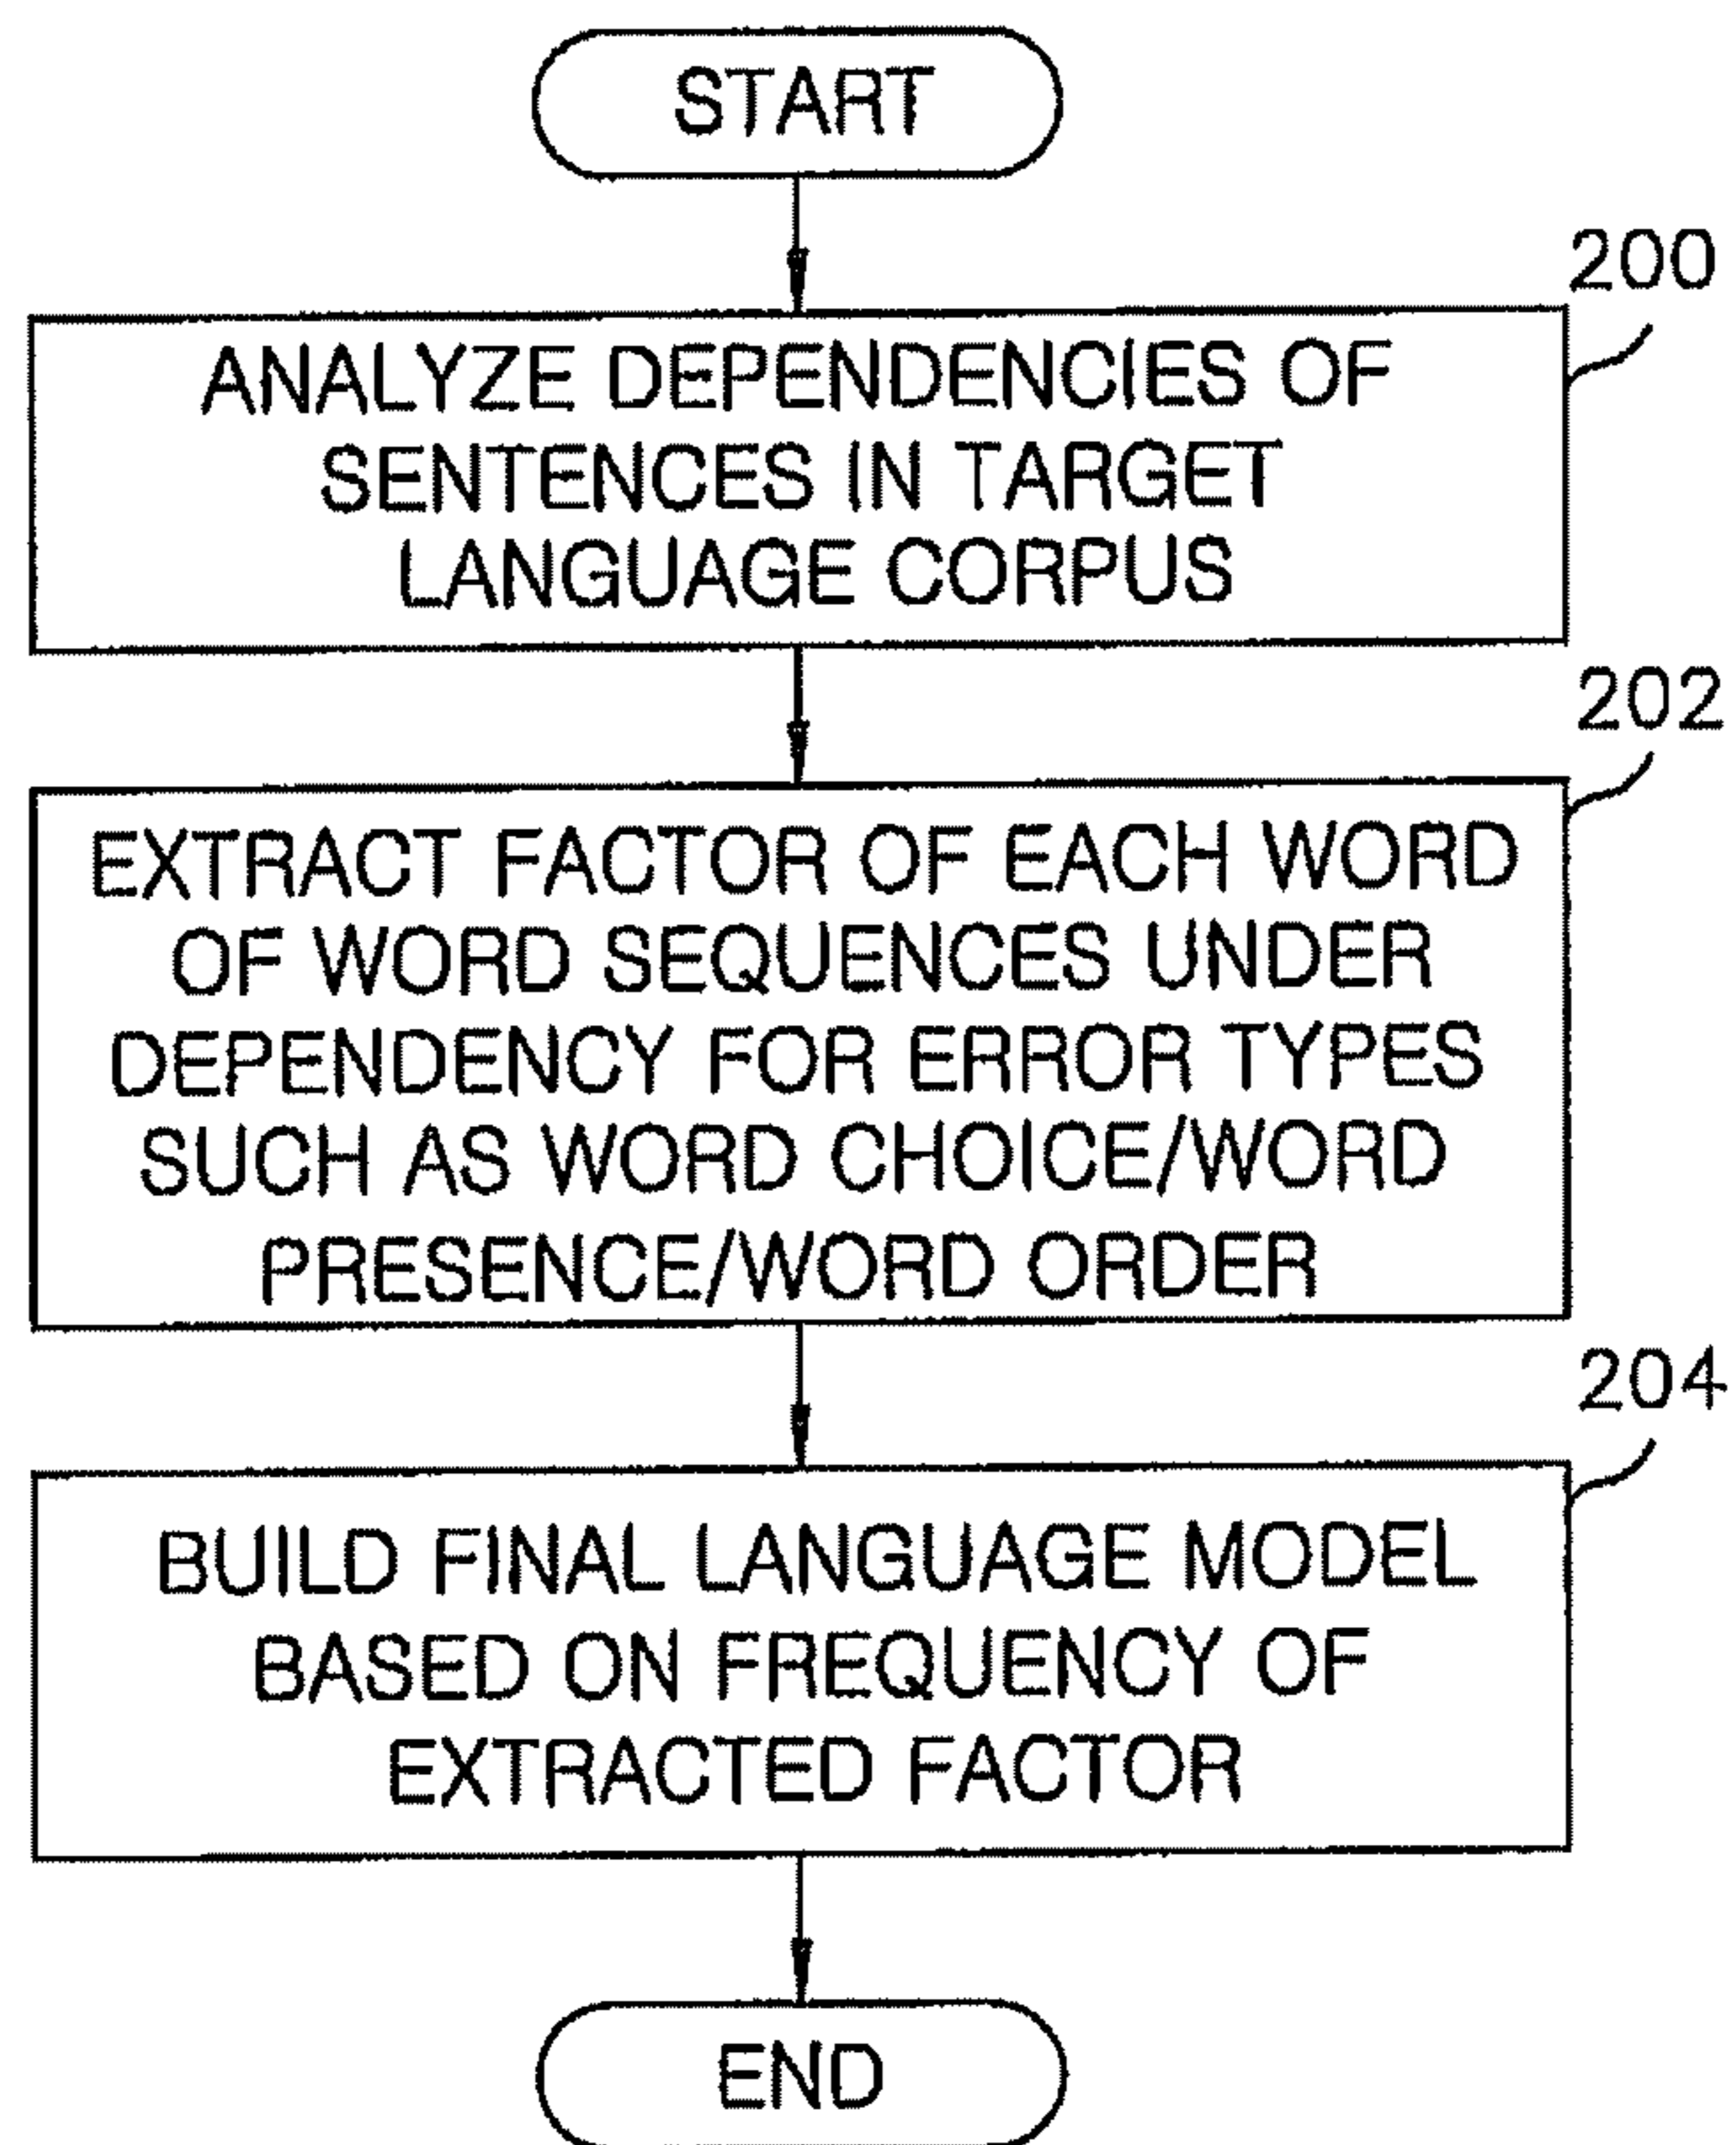 START
200
ANALYZE DEPENDENCIES OF
SENTENCES IN TARGET
LANGUAGE CORPUS
202
EXTRACT FACTOR OF EACH WORD
OF WORD SEQUENCES UNDER
DEPENDENCY FOR ERROR TYPES
SUCH AS WORD CHOICE/WORD
PRESENCE/WORD ORDER
204
BUILD FINAL LANGUAGE MODEL
BASED ON FREQUENCY OF
EXTRACTED FACTOR
END